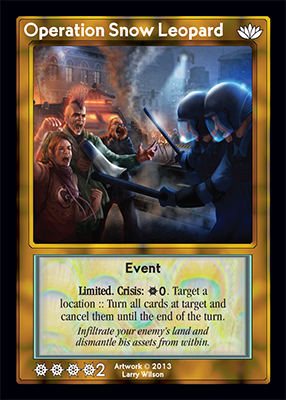 Operation Snow Leopard
Event
Limited. Crisis: 0. Target a
location :: Turn all cards at target and
cancel them until the end of the turn.
Infiltrate your enemy's land and
dismantle his assets from within.
2
Artwork © 2013
Larry Wilson